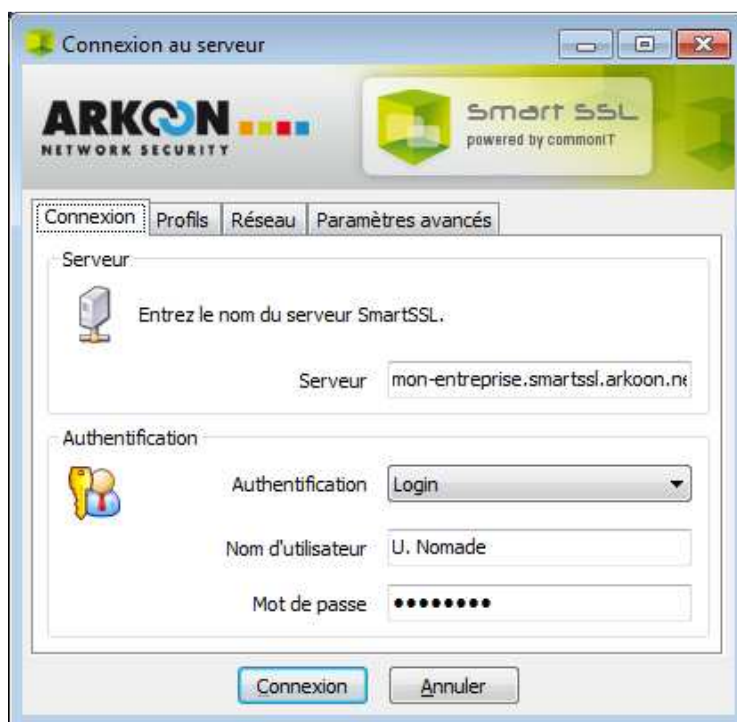 Connexion au serveur
ARKOON
NETWORK SECURITY
Smart SSL
powered by commonIT
Connexion Profils Réseau Paramètres avancés
Serveur
Entrez le nom du serveur SmartSSL.
Serveur mon-entreprise.smartssl.arkoon.ne
Authentification
Authentification Login
Nom d'utilisateur U. Nomade
Mot de passe ●●●●●●●●
Connexion Annuler